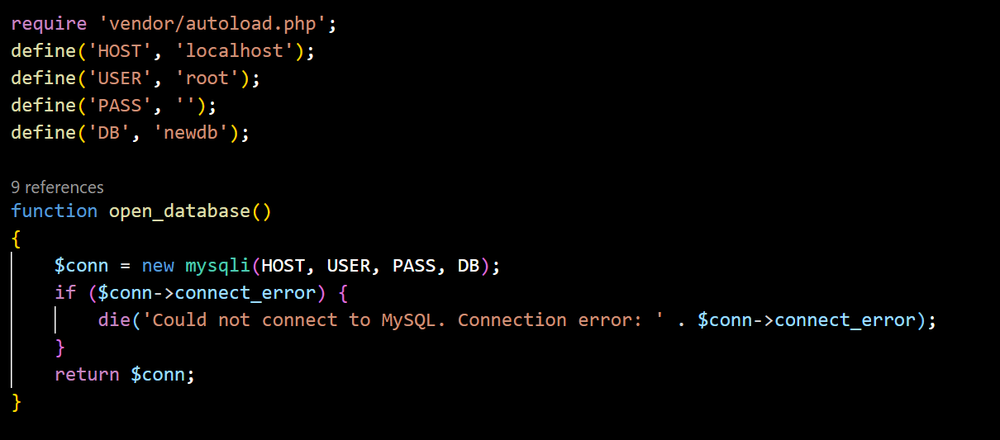 require 'vendor/autoload.php';
define('HOST', 'localhost');
define('USER', 'root');
define('PASS', '');
define('DB', 'newdb');
9 references
function open_database()
{
    $conn = new mysqli(HOST, USER, PASS, DB);
    if ($conn->connect_error) {
        die('Could not connect to MySQL. Connection error: ' . $conn->connect_error);
    }
    return $conn;
}